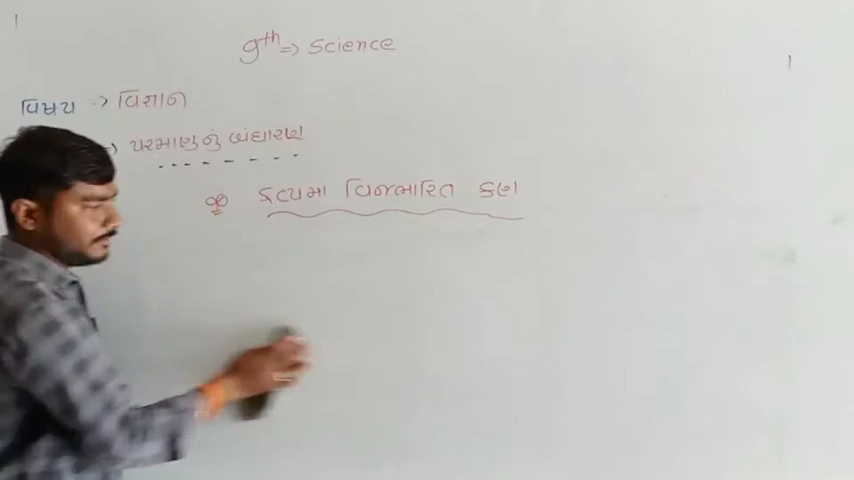 9th => Science
વિષય -> વિજ્ઞાન
-> પરમાણુનું બંધારણ
દ્રવ્યમા વિજભારિત કણ